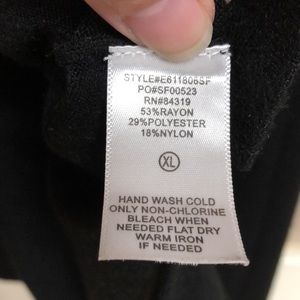 STYLE#E611806SF
PO#SF00523
RN#84319
53%RAYON
29%POLYESTER
18%NYLON
XL
HAND WASH COLD
ONLY NON-CHLORINE
BLEACH WHEN
NEEDED FLAT DRY
WARM IRON
IF NEEDED